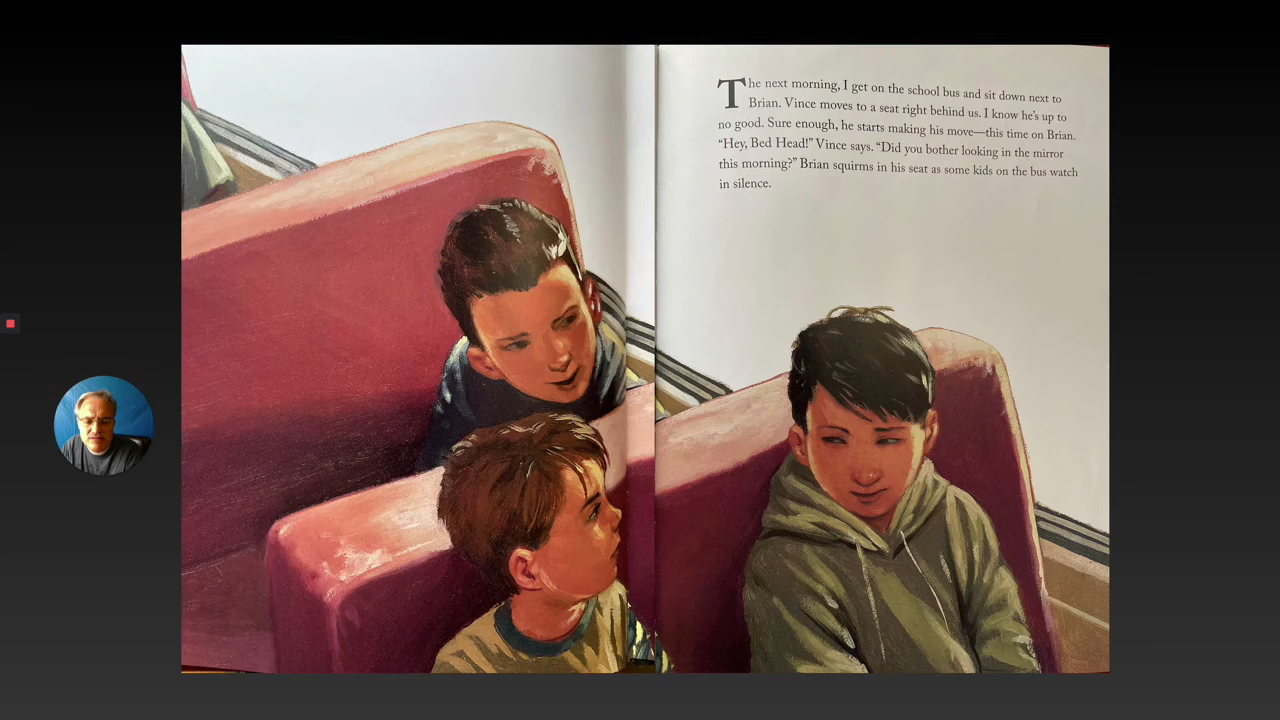 The next morning, I get on the school bus and sit down next to
Brian. Vince moves to a seat right behind us. I know he's up to
no good. Sure enough, he starts making his move—this time on Brian.
"Hey, Bed Head!" Vince says. "Did you bother looking in the mirror
this morning?" Brian squirms in his seat as some kids on the bus watch
in silence.